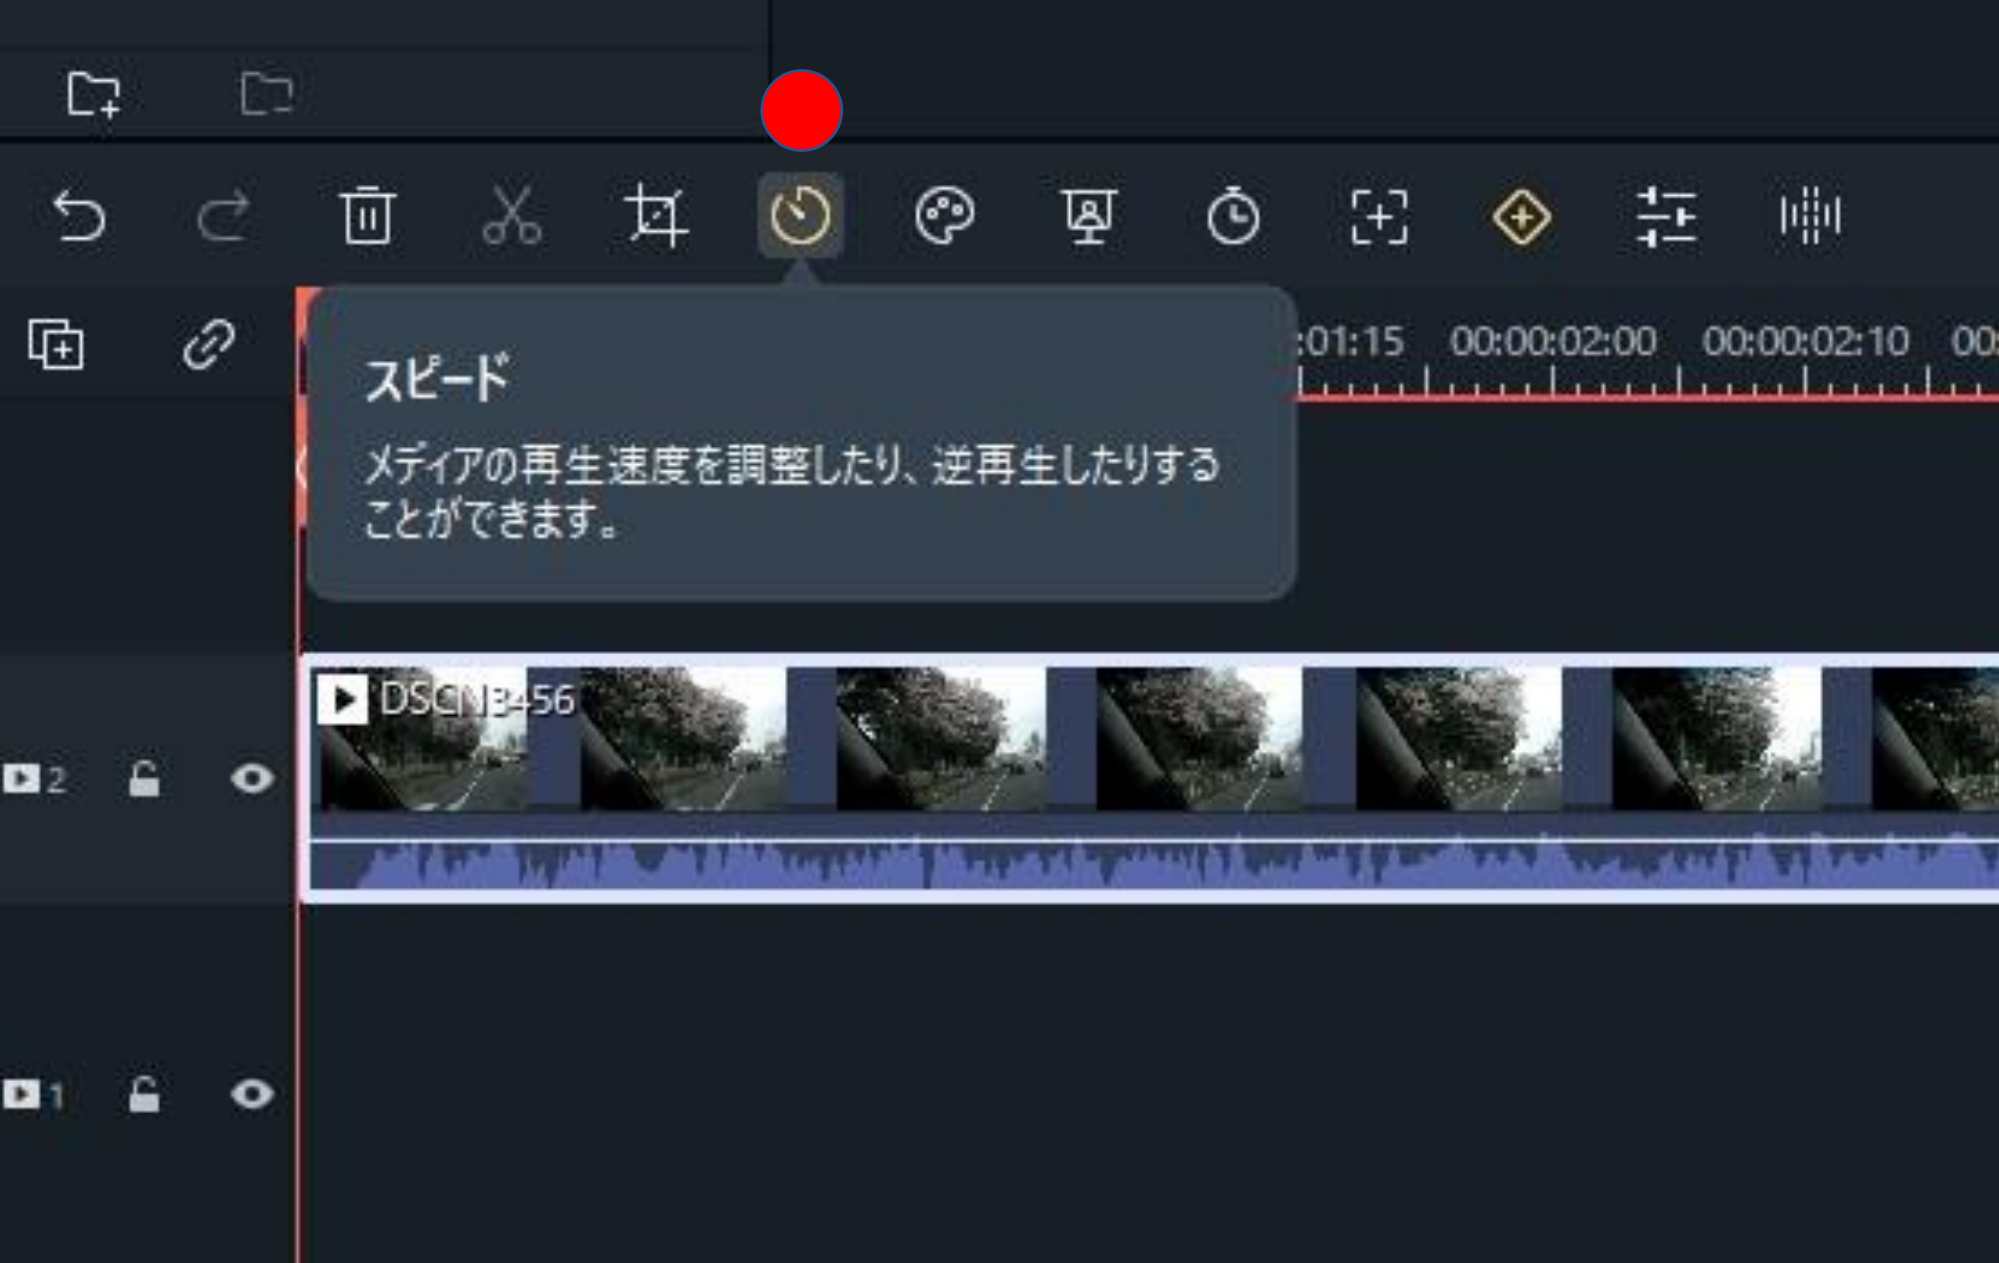 スピード
:01:15 00:00:02:00 00:00:02:10 00:
メディアの再生速度を調整したり、逆再生したりする
ことができます。
DSCN3456
2
1